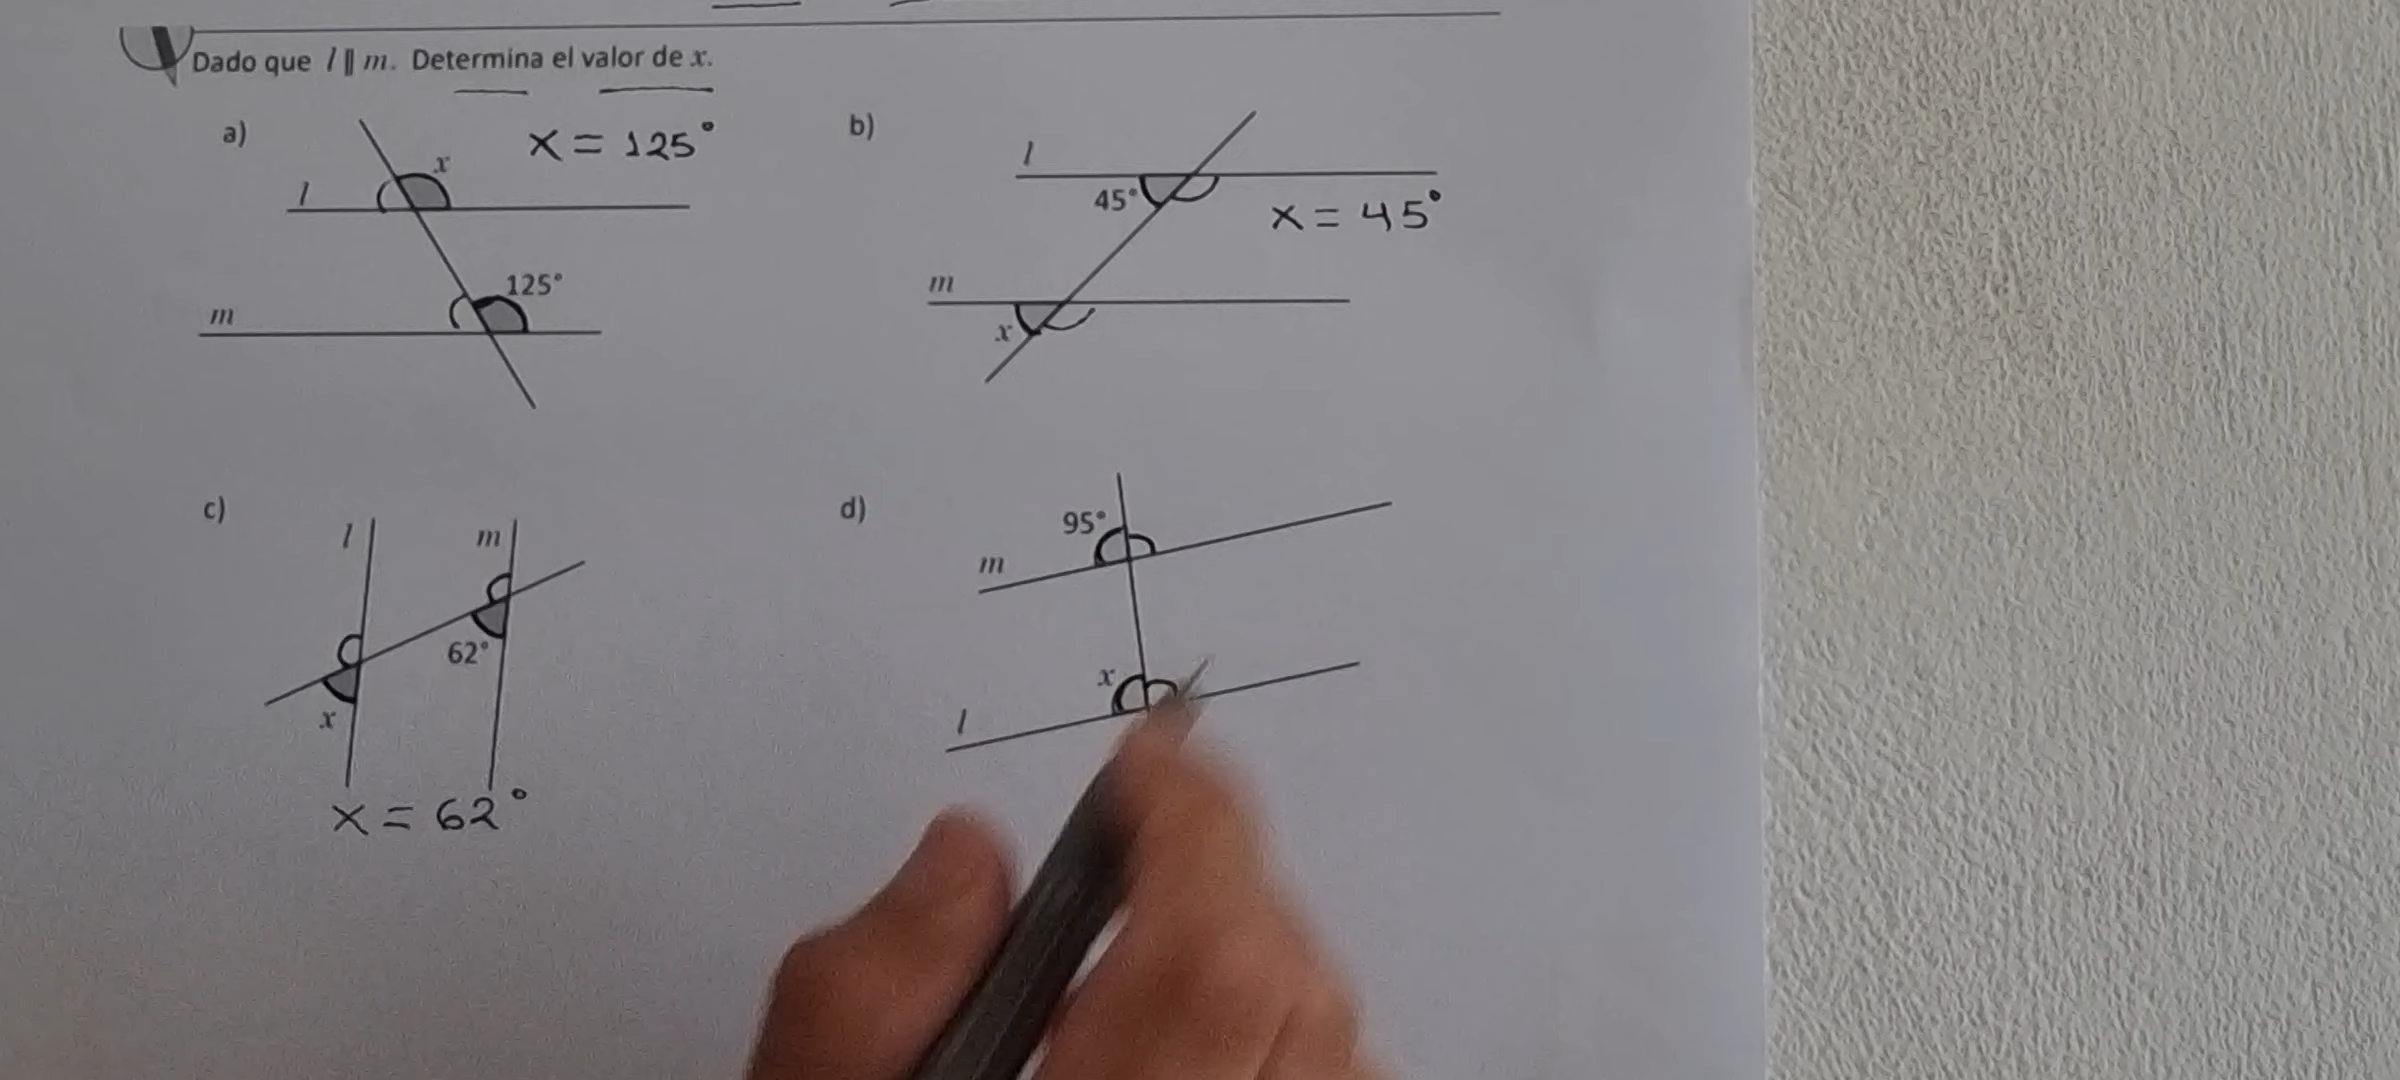 Dado que l ∥ m. Determina el valor de x.
a)
x = 125°
x
l
125°
m
b)
l
45°
x = 45°
m
x
c)
l
m
62°
x
x = 62°
d)
95°
m
x
l